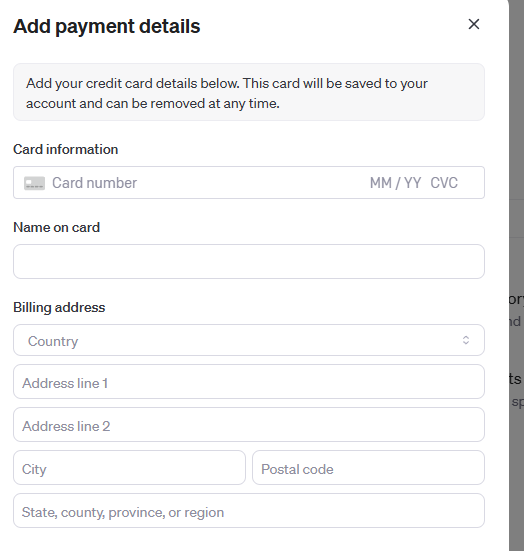 Add payment details
Add your credit card details below. This card will be saved to your
account and can be removed at any time.
Card information
Card number MM / YY CVC
Name on card
Billing address
Country
Address line 1
Address line 2
City Postal code
State, county, province, or region